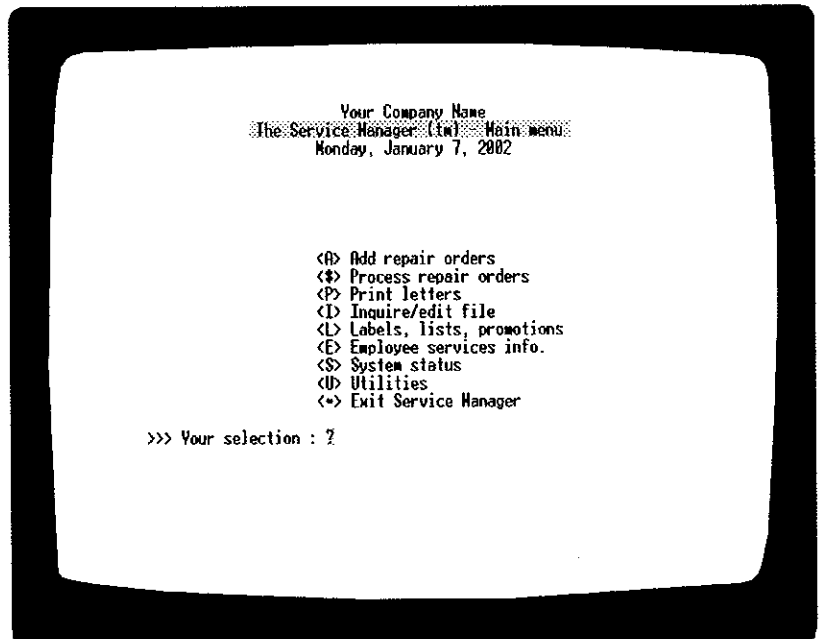 Your Company Name
The Service Manager (tm) - Main menu
Monday, January 7, 2002
<A> Add repair orders
<$> Process repair orders
<P> Print letters
<I> Inquire/edit file
<L> Labels, lists, promotions
<E> Employee services info.
<S> System status
<U> Utilities
<*> Exit Service Manager
>>> Your selection : ?